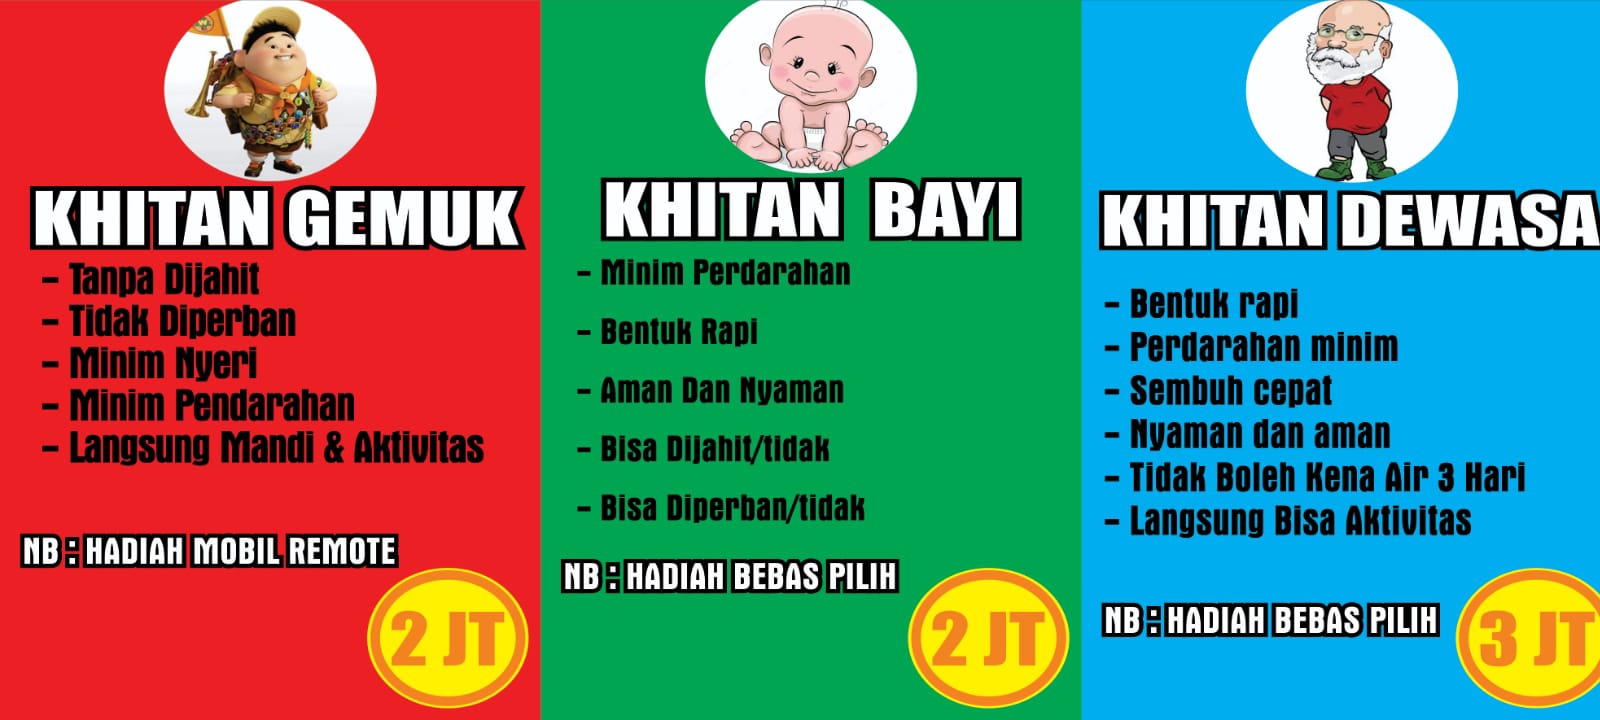 KHITAN GEMUK
- Tanpa Dijahit
- Tidak Diperban
- Minim Nyeri
- Minim Pendarahan
- Langsung Mandi & Aktivitas
NB : HADIAH MOBIL REMOTE
2 JT
KHITAN BAYI
- Minim Perdarahan
- Bentuk Rapi
- Aman Dan Nyaman
- Bisa Dijahit/tidak
- Bisa Diperban/tidak
NB : HADIAH BEBAS PILIH
2 JT
KHITAN DEWASA
- Bentuk rapi
- Perdarahan minim
- Sembuh cepat
- Nyaman dan aman
- Tidak Boleh Kena Air 3 Hari
- Langsung Bisa Aktivitas
NB : HADIAH BEBAS PILIH
3 JT